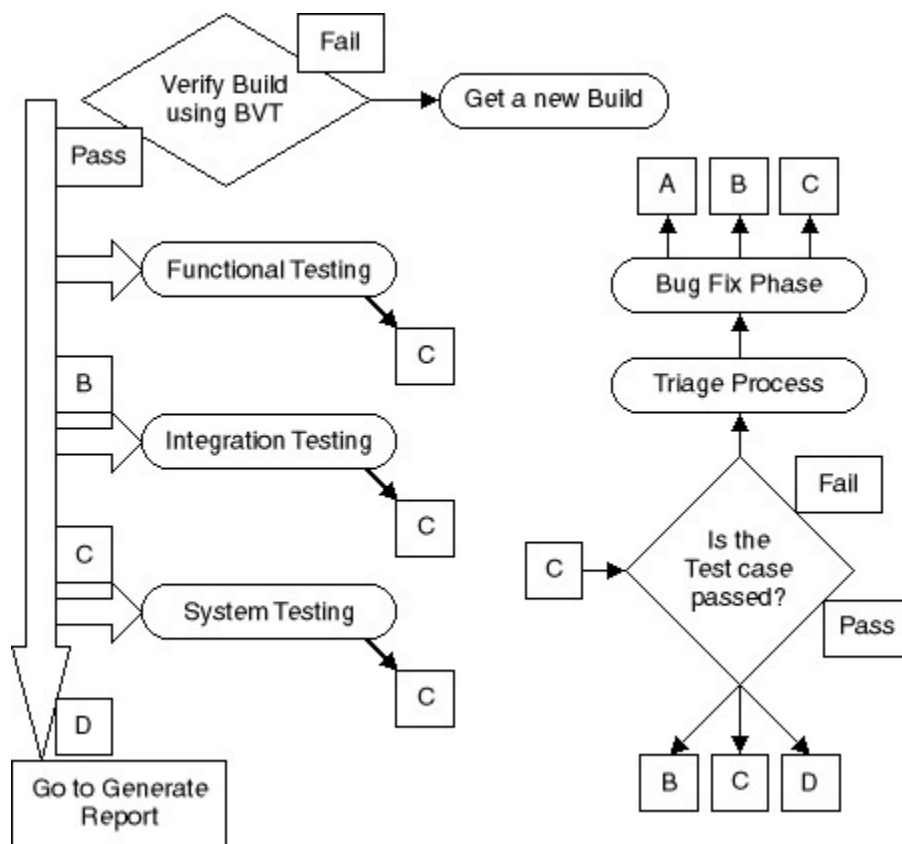 Fail
Verify Build
using BVT
Get a new Build
Pass
A
B
C
Functional Testing
Bug Fix Phase
C
B
Triage Process
Integration Testing
Fail
C
C
C
Is the
Test case
passed?
System Testing
Pass
C
D
B
C
D
Go to Generate
Report